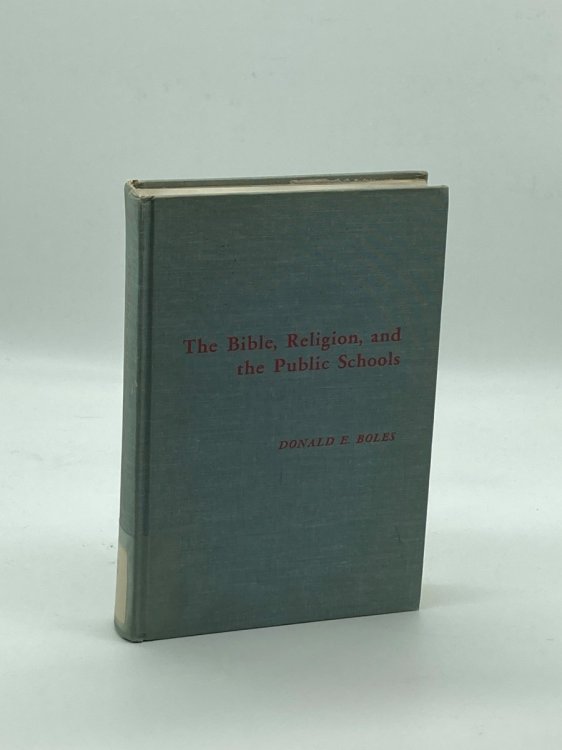 The Bible, Religion, and
the Public Schools
DONALD E. BOLES